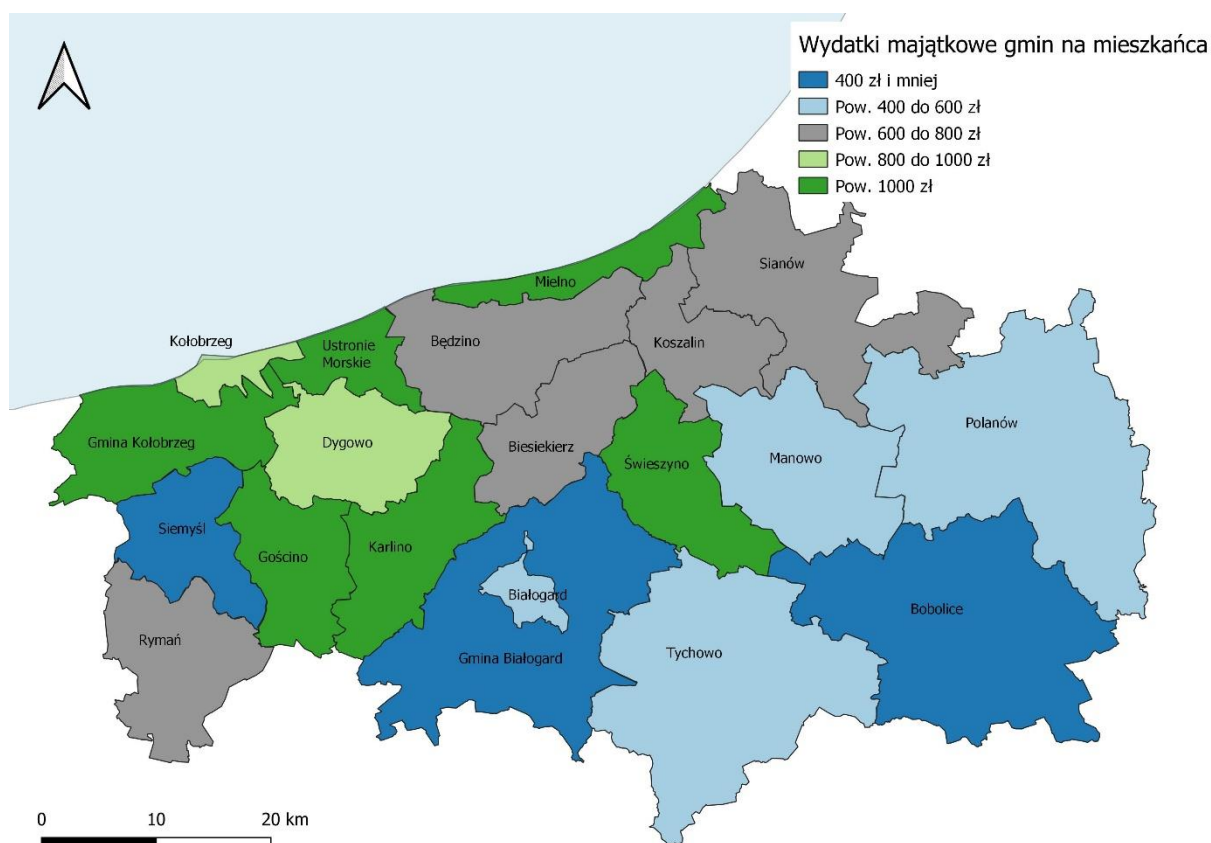 Wydatki majątkowe gmin na mieszkańca
400 zł i mniej
Pow. 400 do 600 zł
Pow. 600 do 800 zł
Pow. 800 do 1000 zł
Pow. 1000 zł
Sianów
Mielno
Kołobrzeg
Ustronie
Morskie
Będzino
Koszalin
Polanów
Gmina Kołobrzeg
Dygowo
Biesiekierz
Świeszyno
Manowo
Siemyśl
Gościno
Karlino
Białogard
Bobolice
Rymań
Gmina Białogard
Tychowo
0 10 20 km